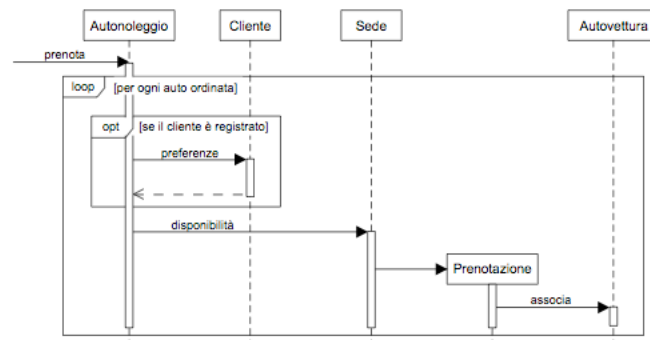 Autonoleggio Cliente Sede Autovettura
prenota
loop [per ogni auto ordinata]
opt [se il cliente è registrato]
preferenze
disponibilità
Prenotazione
associa